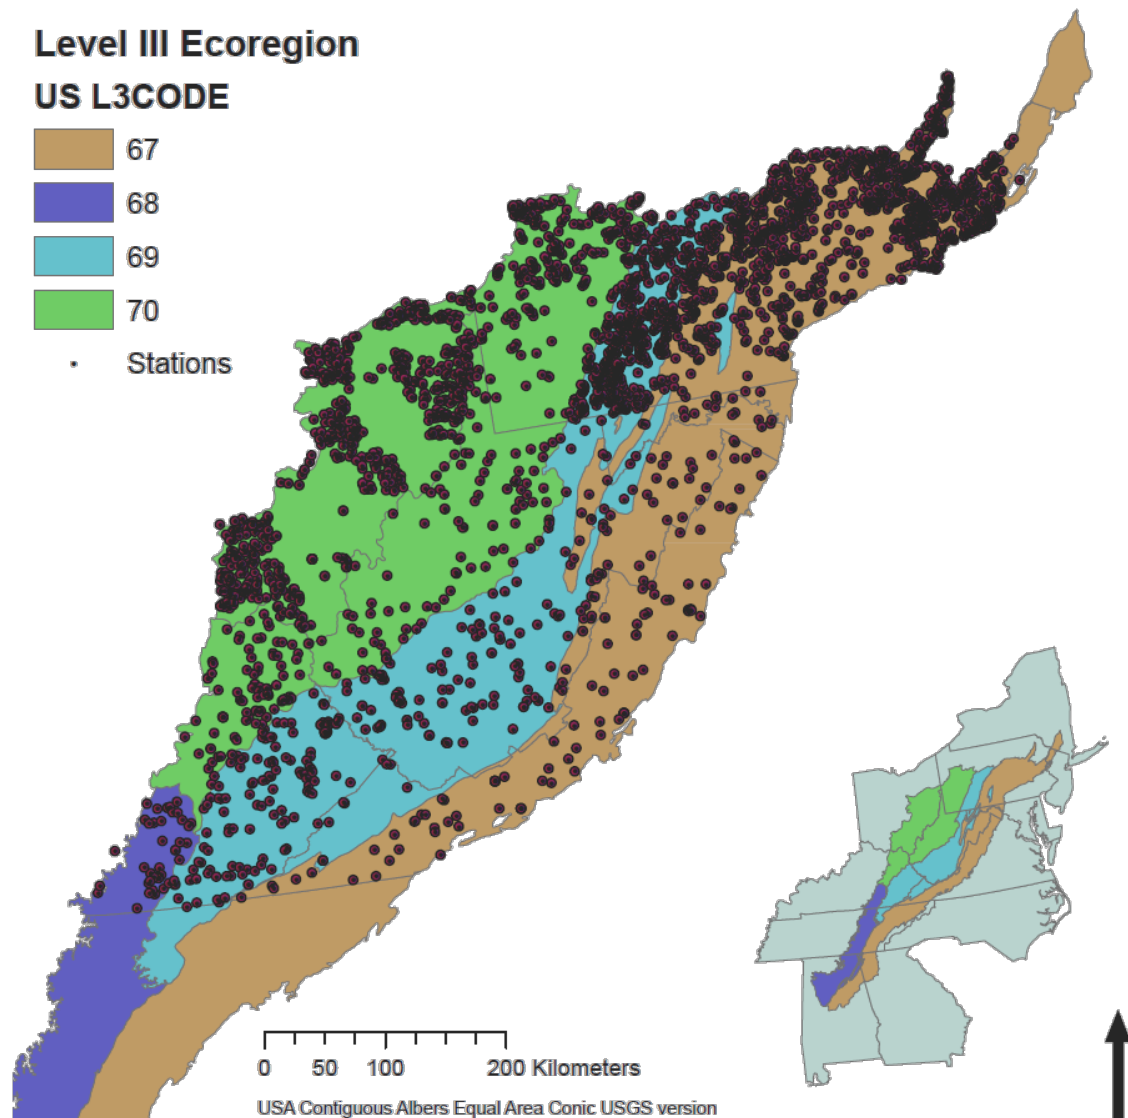 Level III Ecoregion
US L3CODE
67
68
69
70
Stations
0 50 100 200 Kilometers
USA Contiguous Albers Equal Area Conic USGS version